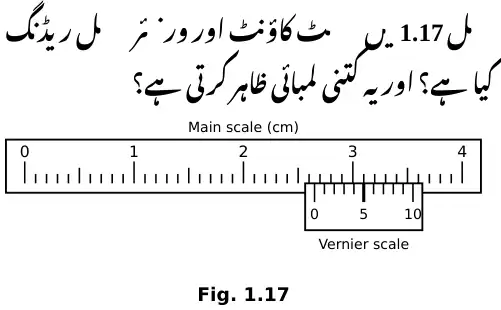 1.17 میں کاؤنٹ اور ریڈنگ
کیا ہے؟ اور یہ کتنی لمبائی ظاہر کرتی ہے؟
Main scale (cm)
0 1 2 3 4
0 5 10
Vernier scale
Fig. 1.17